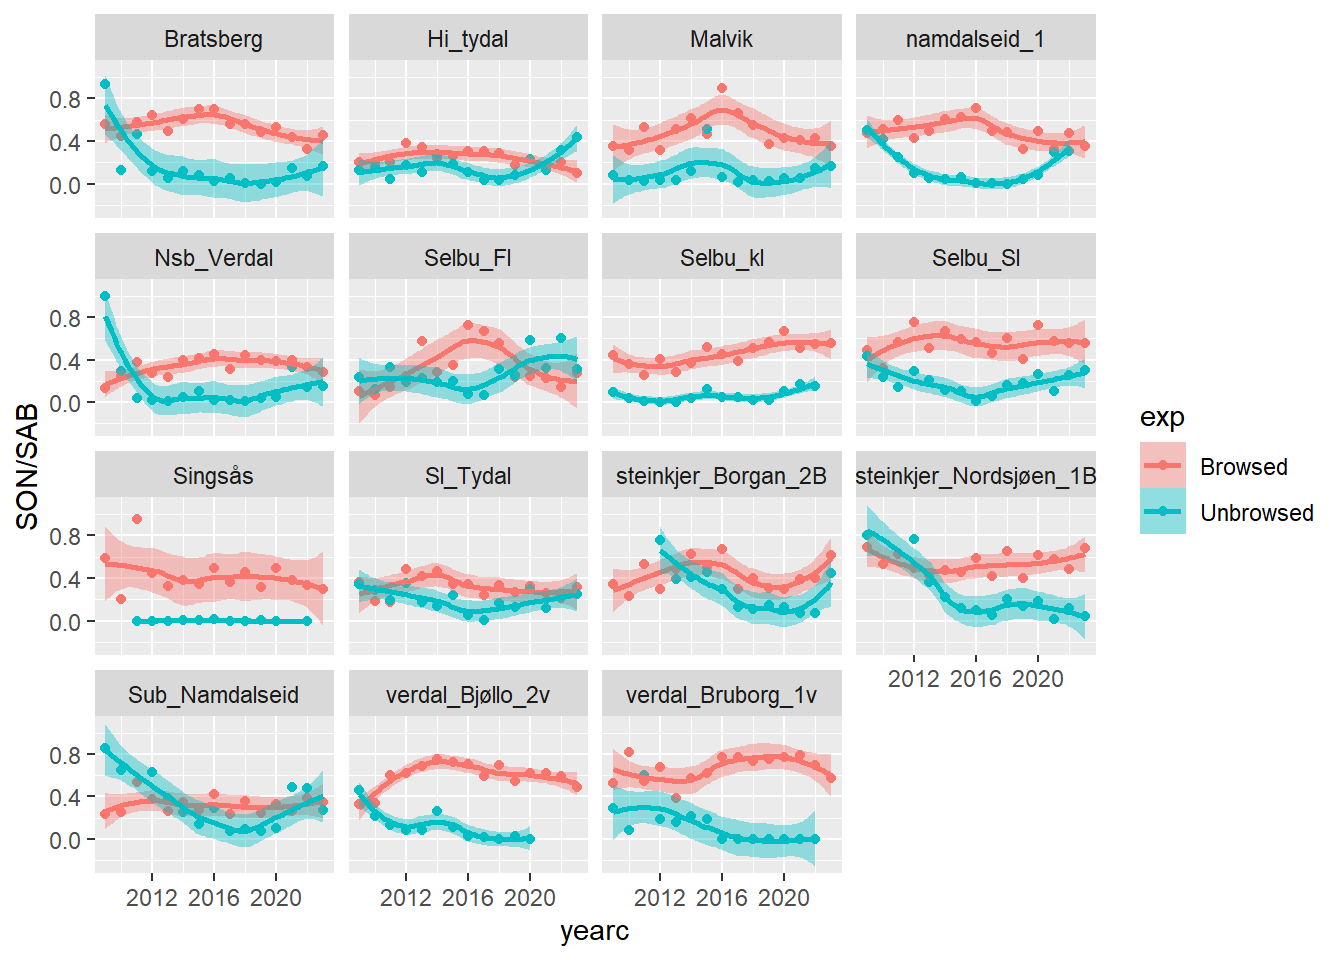 Bratsberg Hi_tydal Malvik namdalseid_1
0.8
0.4
0.0
Nsb_Verdal Selbu_Fl Selbu_kl Selbu_Sl
0.8
0.4
0.0
Singsås Sl_Tydal steinkjer_Borgan_2B steinkjer_Nordsjøen_1B
0.8
0.4
0.0
2012 2016 2020
Sub_Namdalseid verdal_Bjøllo_2v verdal_Bruborg_1v
0.8
0.4
0.0
2012 2016 2020 2012 2016 2020 2012 2016 2020
yearc
SON/SAB
exp
Browsed
Unbrowsed